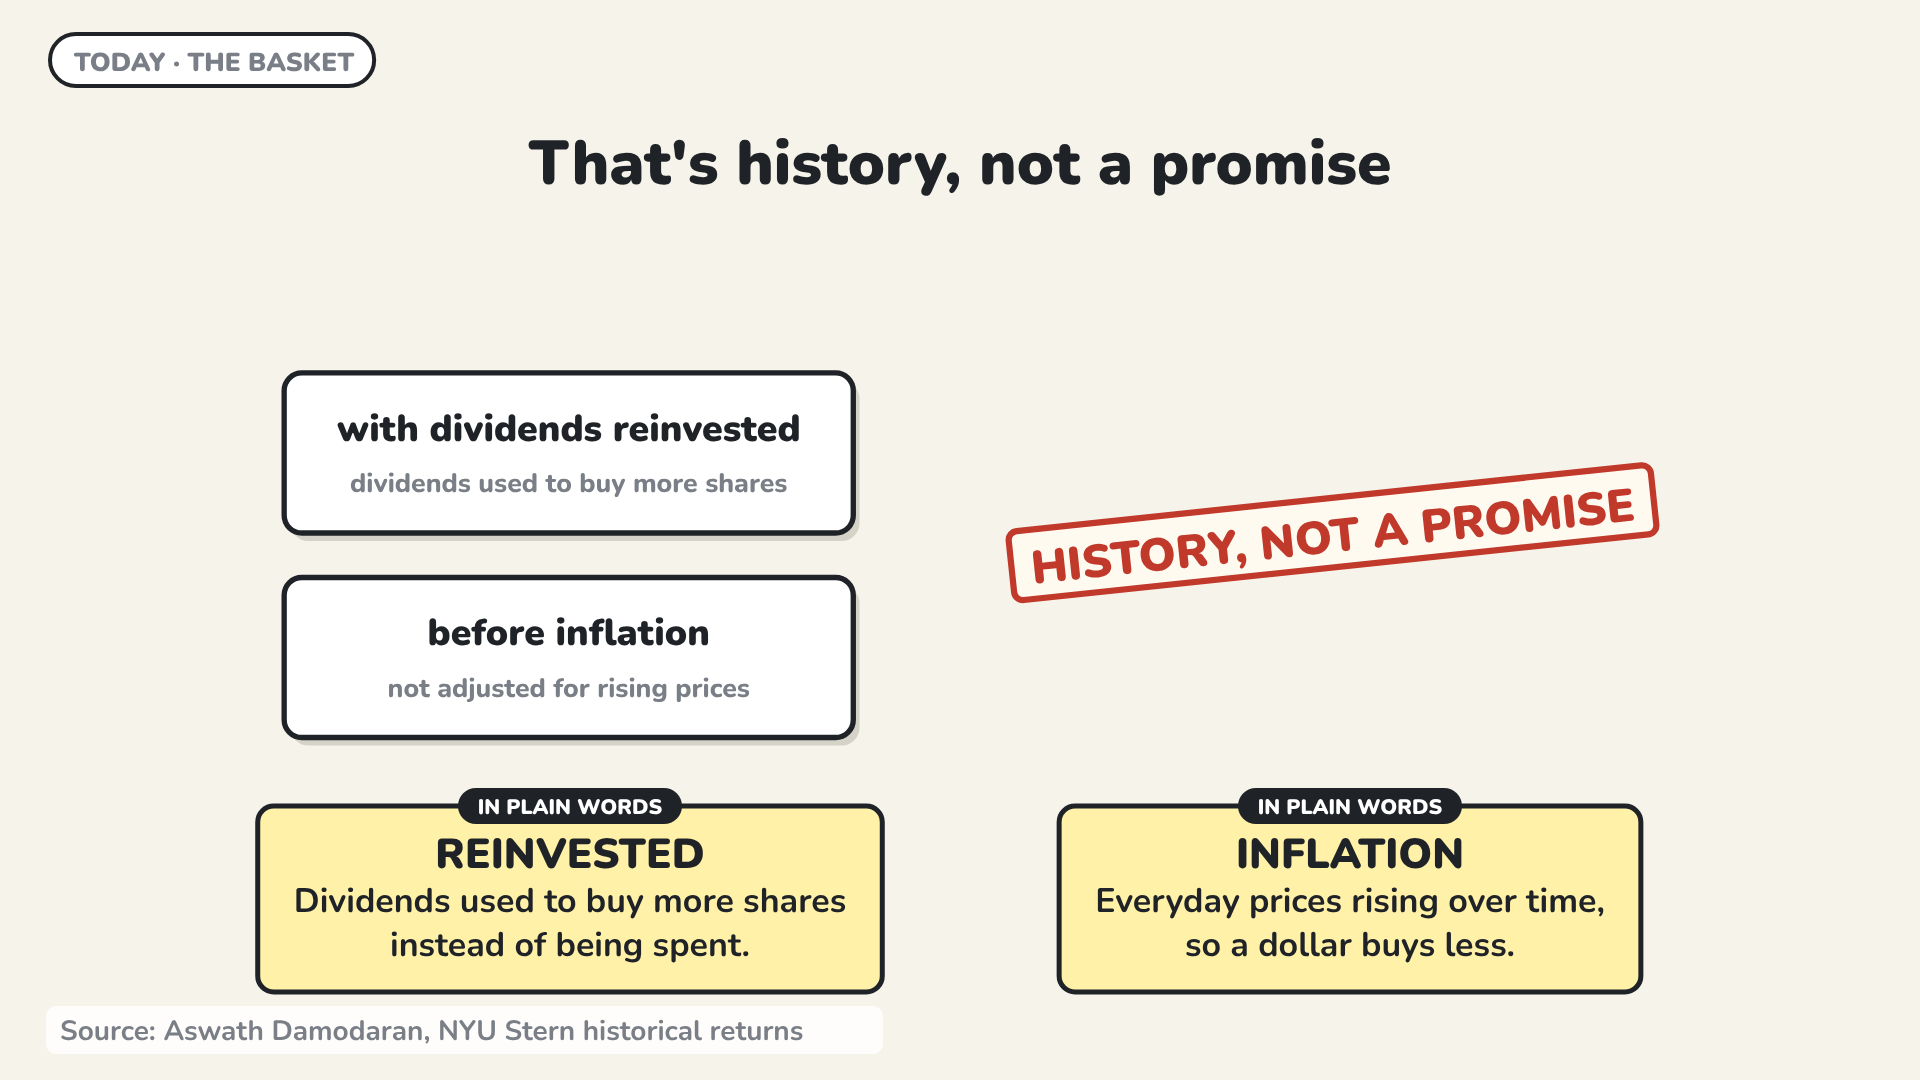 TODAY · THE BASKET
That's history, not a promise
with dividends reinvested
dividends used to buy more shares
HISTORY, NOT A PROMISE
before inflation
not adjusted for rising prices
IN PLAIN WORDS
REINVESTED
Dividends used to buy more shares
instead of being spent.
IN PLAIN WORDS
INFLATION
Everyday prices rising over time,
so a dollar buys less.
Source: Aswath Damodaran, NYU Stern historical returns